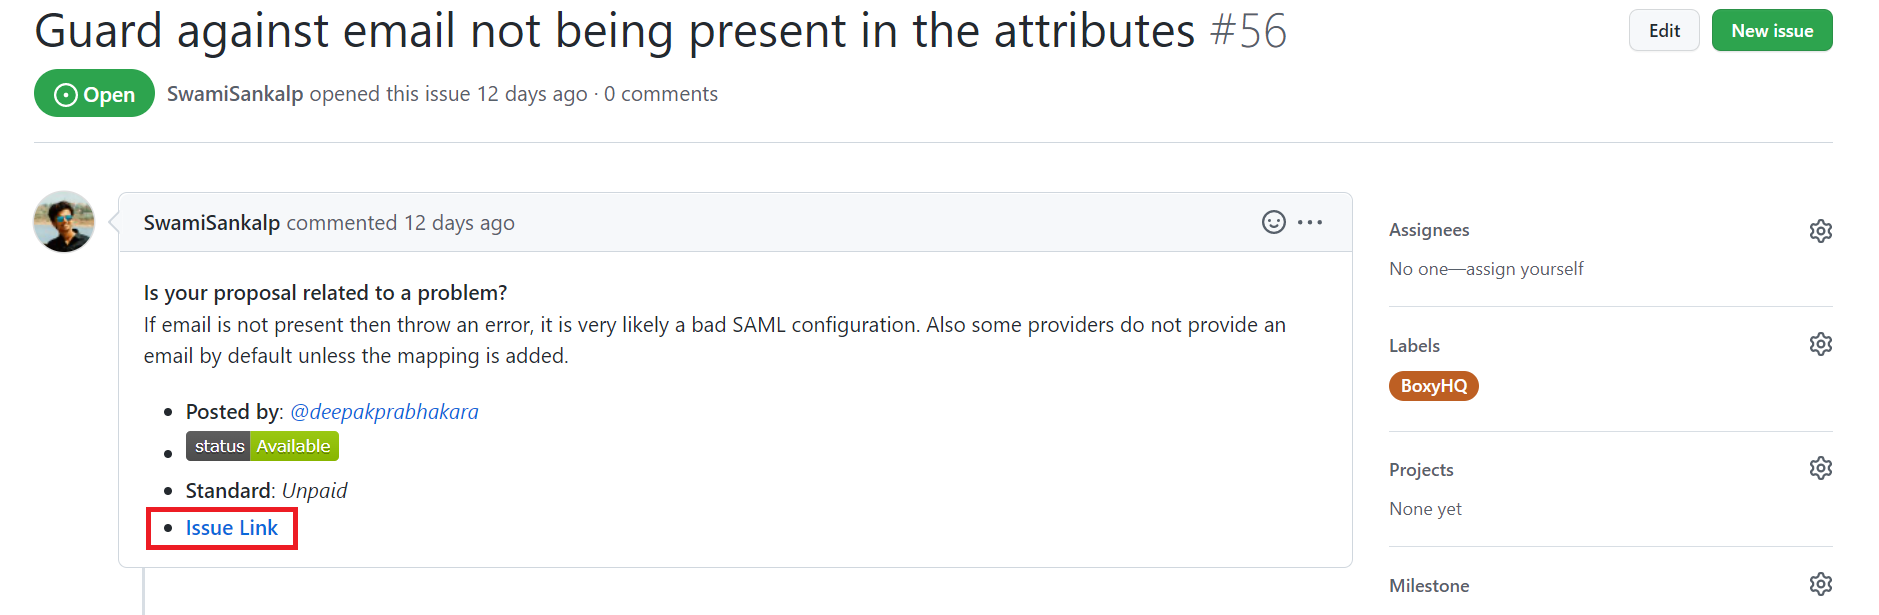 Guard against email not being present in the attributes #56
Edit
New issue
Open
SwamiSankalp opened this issue 12 days ago · 0 comments
SwamiSankalp commented 12 days ago
Is your proposal related to a problem?
If email is not present then throw an error, it is very likely a bad SAML configuration. Also some providers do not provide an
email by default unless the mapping is added.
Posted by: @deepakprabhakara
status Available
Standard: Unpaid
Issue Link
Assignees
No one—assign yourself
Labels
BoxyHQ
Projects
None yet
Milestone